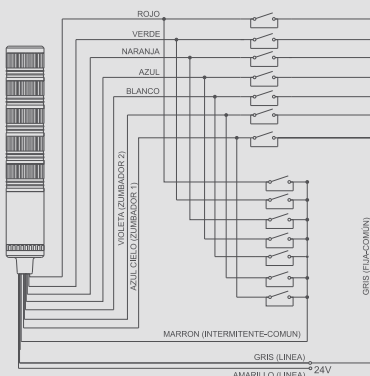 ROJO
VERDE
NARANJA
AZUL
BLANCO
VIOLETA (ZUMBADOR 2)
AZUL CIELO (ZUMBADOR 1)
GRIS (FIJA-COMÚN)
MARRON (INTERMITENTE-COMUN)
GRIS (LINEA)
24V
AMARILLO (LINEA)